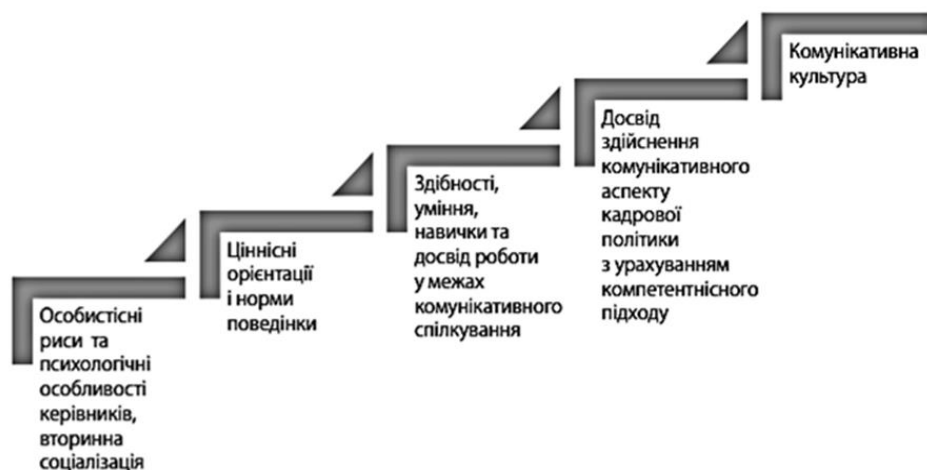 Особистісні
риси та
психологічні
особливості
керівників,
вторинна
соціалізація
Ціннісні
орієнтації
і норми
поведінки
Здібності,
уміння,
навички та
досвід роботи
у межах
комунікативного
спілкування
Досвід
здійснення
комунікативного
аспекту
кадрової
політики
з урахуванням
компетентнісного
підходу
Комунікативна
культура